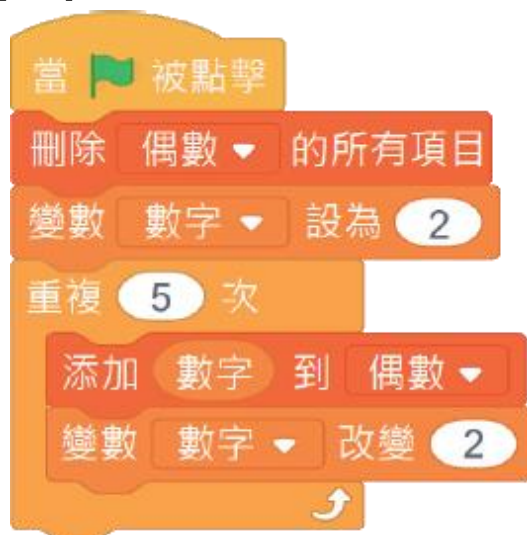 當 被點擊
刪除 偶數 的所有項目
變數 數字 設為 2
重複 5 次
添加 數字 到 偶數
變數 數字 改變 2